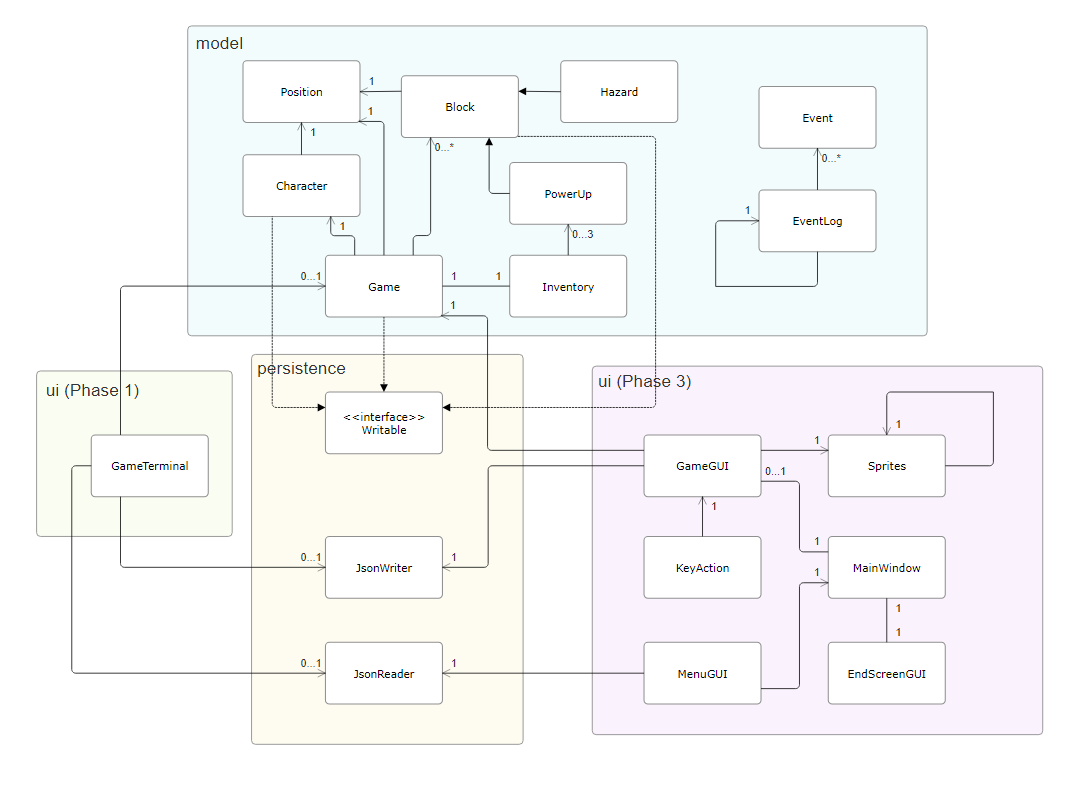 model
Position
1
Block
Hazard
Event
1
1
0...*
0...*
Character
PowerUp
1
EventLog
1
0...3
0...1
Game
1
1
Inventory
1
persistence
ui (Phase 1)
ui (Phase 3)
<<interface>>
Writable
1
1
GameTerminal
GameGUI
0...1
Sprites
1
0...1
JsonWriter
1
KeyAction
1
MainWindow
1
1
1
0...1
JsonReader
1
MenuGUI
EndScreenGUI